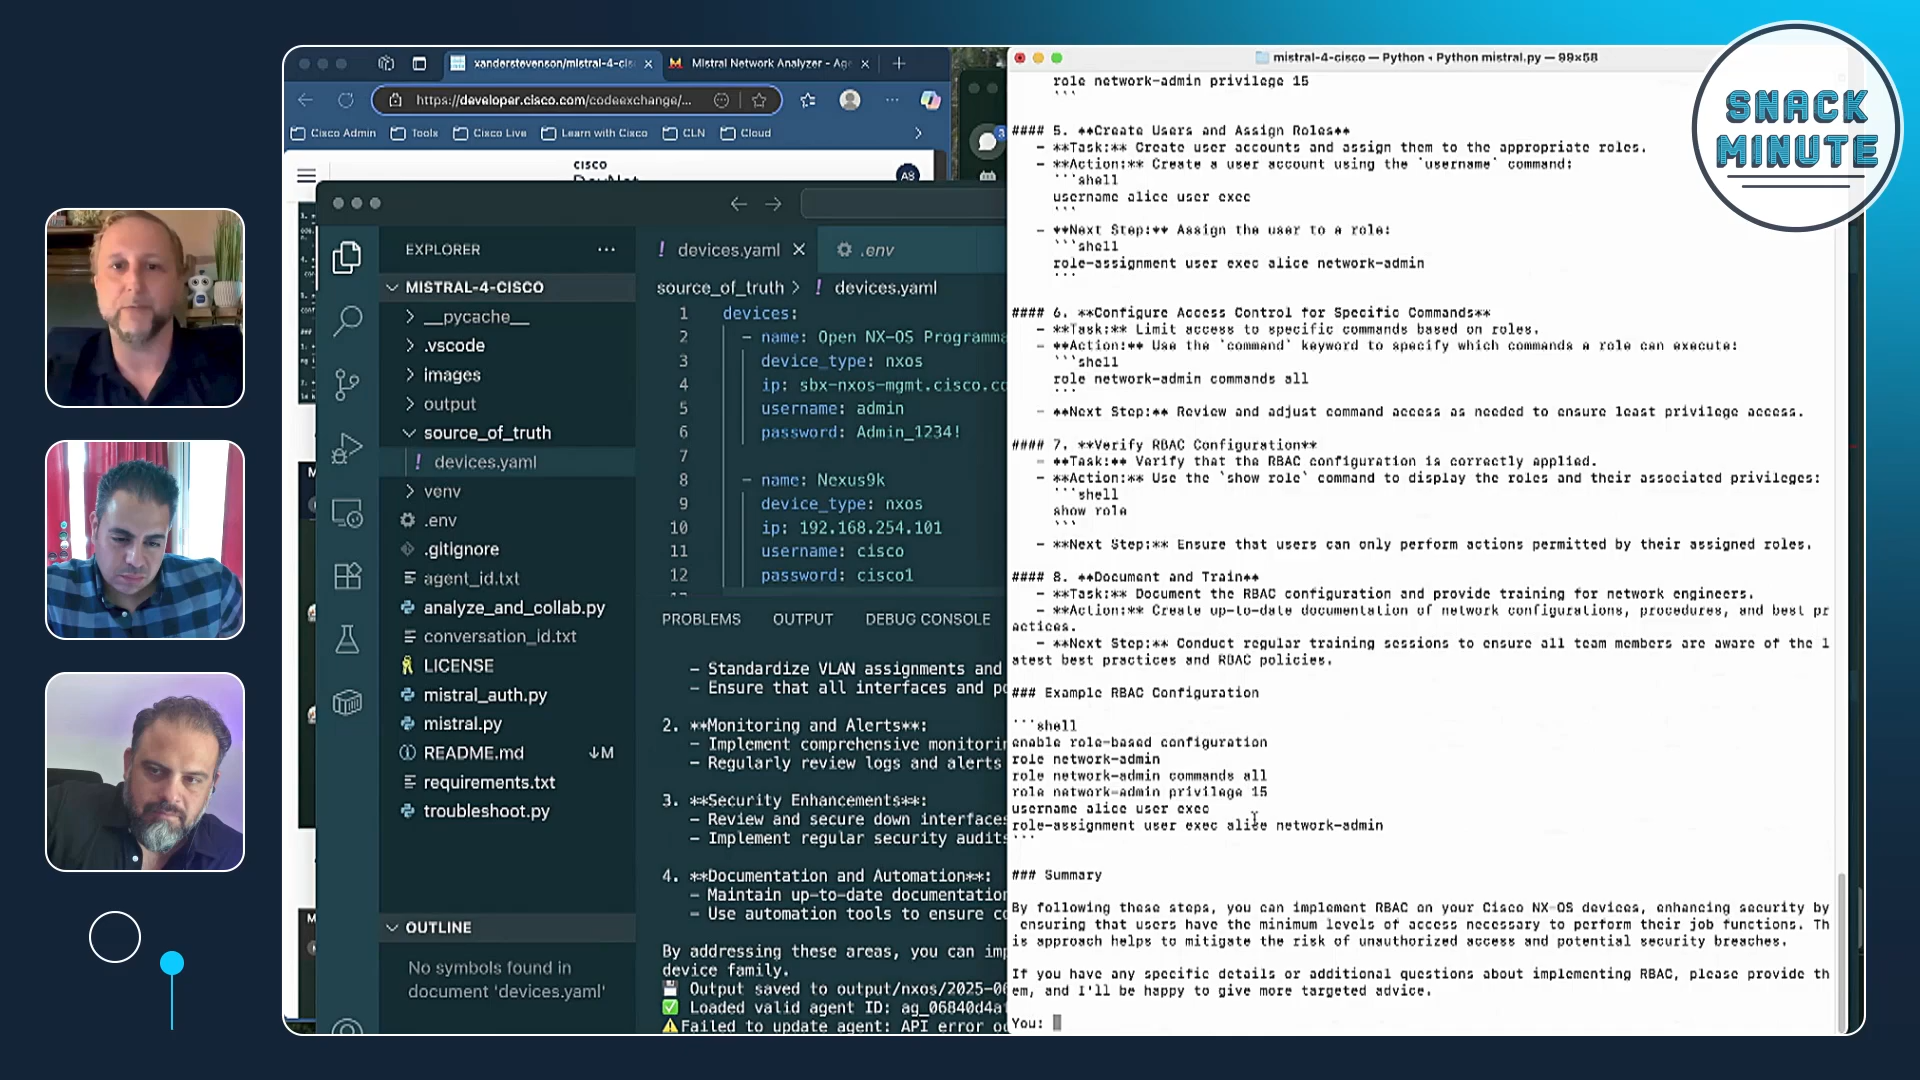 SNACK
MINUTE
xanderstevenson/mistral-4-cis
Mistral Network Analyzer - Age
https://developer.cisco.com/codeexchange/...
Cisco Admin
Tools
Cisco Live
Learn with Cisco
CLN
Cloud
CISCO
AS
EXPLORER
MISTRAL-4-CISCO
__pycache__
.vscode
images
output
source_of_truth
! devices.yaml
venv
.env
.gitignore
agent_id.txt
analyze_and_collab.py
conversation_id.txt
LICENSE
mistral_auth.py
mistral.py
README.md ↓M
requirements.txt
troubleshoot.py
OUTLINE
No symbols found in
document 'devices.yaml'
! devices.yaml
.env
source_of_truth > ! devices.yaml
1 devices:
2 - name: Open NX-OS Programma
3 device_type: nxos
4 ip: sbx-nxos-mgmt.cisco.co
5 username: admin
6 password: Admin_1234!
7
8 - name: Nexus9k
9 device_type: nxos
10 ip: 192.168.254.101
11 username: cisco
12 password: cisco1
PROBLEMS OUTPUT DEBUG CONSOLE
- Standardize VLAN assignments and
- Ensure that all interfaces and po
2. **Monitoring and Alerts**:
- Implement comprehensive monitorin
- Regularly review logs and alerts
3. **Security Enhancements**:
- Review and secure down interfaces
- Implement regular security audits
4. **Documentation and Automation**:
- Maintain up-to-date documentation
- Use automation tools to ensure co
By addressing these areas, you can imp
device family.
Output saved to output/nxos/2025-06
Loaded valid agent ID: ag_06840d4a
Failed to update agent: API error oc
mistral-4-cisco — Python • Python mistral.py — 99×58
role network-admin privilege 15
```
#### 5. **Create Users and Assign Roles**
- **Task:** Create user accounts and assign them to the appropriate roles.
- **Action:** Create a user account using the `username` command:
```shell
username alice user exec
```
- **Next Step:** Assign the user to a role:
```shell
role-assignment user exec alice network-admin
```
#### 6. **Configure Access Control for Specific Commands**
- **Task:** Limit access to specific commands based on roles.
- **Action:** Use the `command` keyword to specify which commands a role can execute:
```shell
role network-admin commands all
```
- **Next Step:** Review and adjust command access as needed to ensure least privilege access.
#### 7. **Verify RBAC Configuration**
- **Task:** Verify that the RBAC configuration is correctly applied.
- **Action:** Use the `show role` command to display the roles and their associated privileges:
```shell
show role
```
- **Next Step:** Ensure that users can only perform actions permitted by their assigned roles.
#### 8. **Document and Train**
- **Task:** Document the RBAC configuration and provide training for network engineers.
- **Action:** Create up-to-date documentation of network configurations, procedures, and best pr
actices.
- **Next Step:** Conduct regular training sessions to ensure all team members are aware of the l
atest best practices and RBAC policies.
### Example RBAC Configuration
```shell
enable role-based configuration
role network-admin
role network-admin commands all
role network-admin privilege 15
username alice user exec
role-assignment user exec alice network-admin
```
### Summary
By following these steps, you can implement RBAC on your Cisco NX-OS devices, enhancing security by
ensuring that users have the minimum levels of access necessary to perform their job functions. Th
is approach helps to mitigate the risk of unauthorized access and potential security breaches.
If you have any specific details or additional questions about implementing RBAC, please provide th
em, and I'll be happy to give more targeted advice.
You: